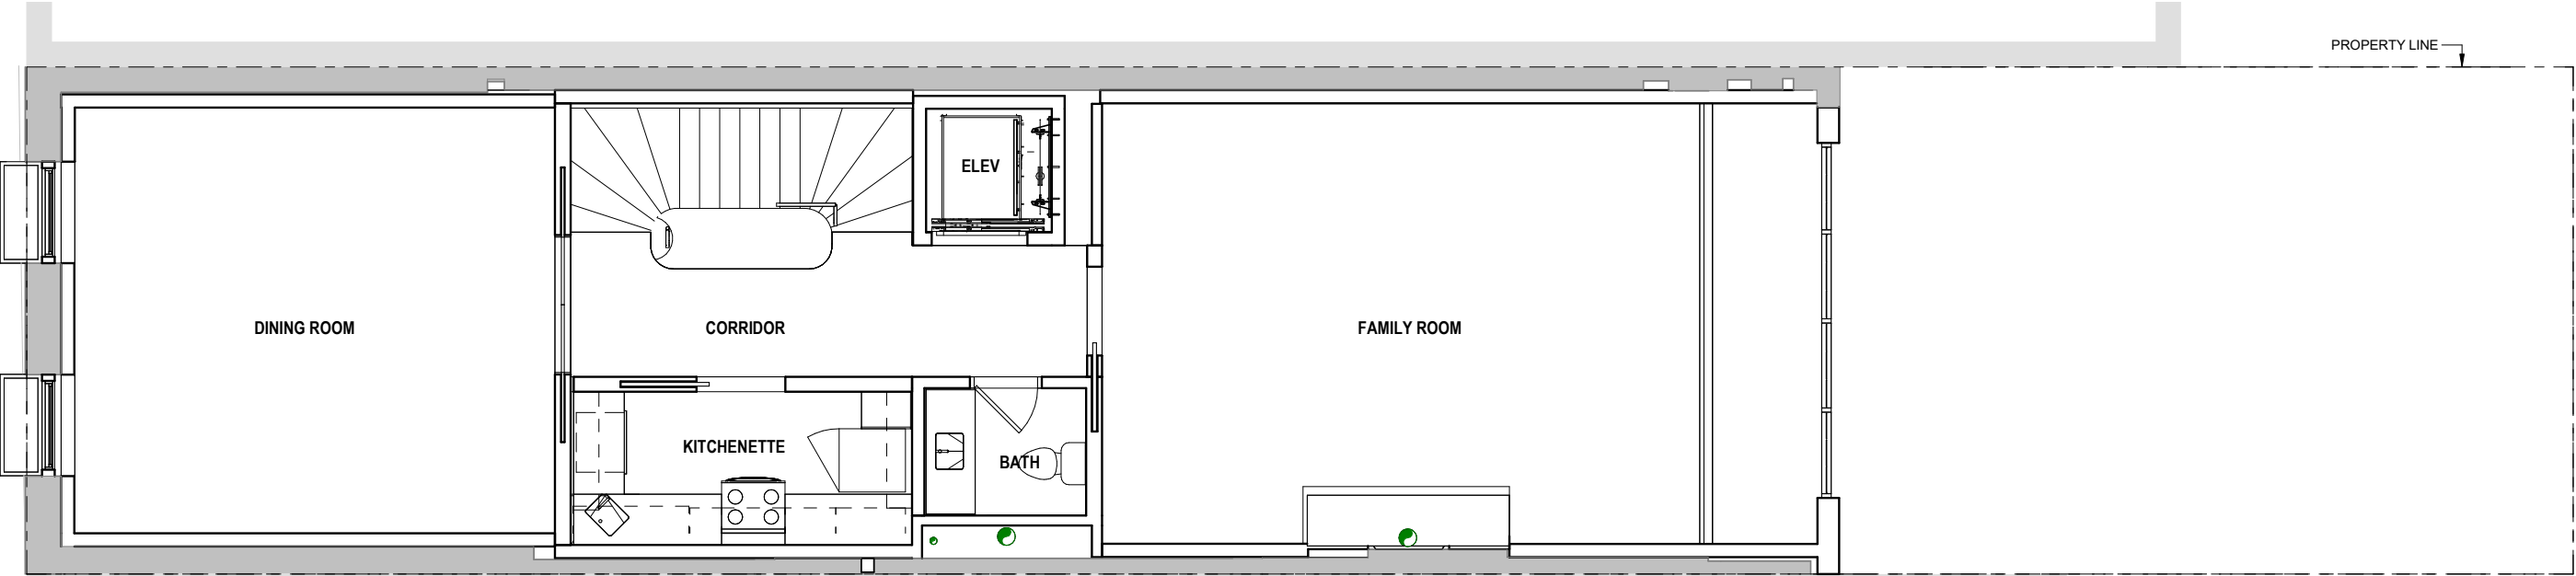 PROPERTY LINE
ELEV
DINING ROOM
CORRIDOR
FAMILY ROOM
KITCHENETTE
BATH